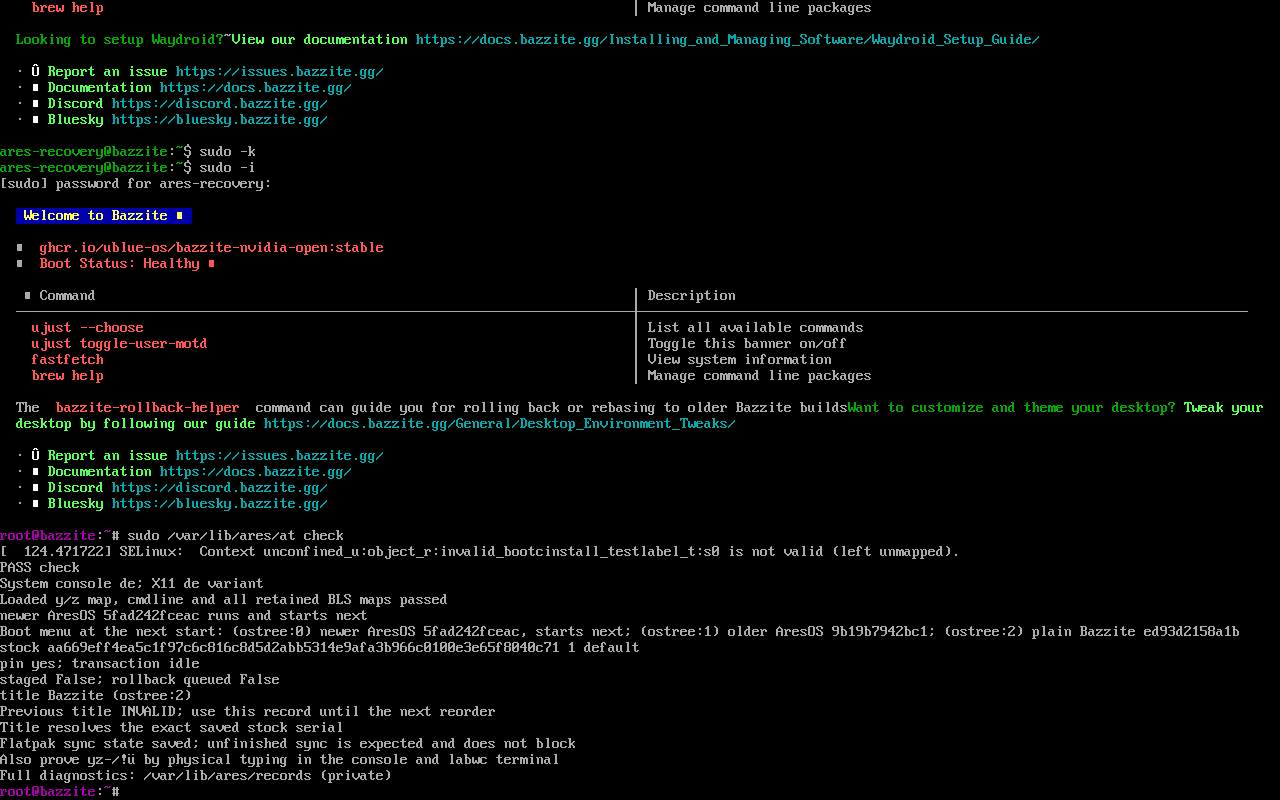 brew help │ Manage command line packages
Looking to setup Waydroid?~View our documentation https://docs.bazzite.gg/Installing_and_Managing_Software/Waydroid_Setup_Guide/
· Û Report an issue https://issues.bazzite.gg/
· ▪ Documentation https://docs.bazzite.gg/
· ▪ Discord https://discord.bazzite.gg/
· ▪ Bluesky https://bluesky.bazzite.gg/
ares-recovery@bazzite:~$ sudo -k
ares-recovery@bazzite:~$ sudo -i
[sudo] password for ares-recovery:
Welcome to Bazzite ▪
▪ ghcr.io/ublue-os/bazzite-nvidia-open:stable
▪ Boot Status: Healthy ▪
▪ Command │ Description
ujust --choose │ List all available commands
ujust toggle-user-motd │ Toggle this banner on/off
fastfetch │ View system information
brew help │ Manage command line packages
The bazzite-rollback-helper command can guide you for rolling back or rebasing to older Bazzite buildsWant to customize and theme your desktop? Tweak your
desktop by following our guide https://docs.bazzite.gg/General/Desktop_Environment_Tweaks/
· Û Report an issue https://issues.bazzite.gg/
· ▪ Documentation https://docs.bazzite.gg/
· ▪ Discord https://discord.bazzite.gg/
· ▪ Bluesky https://bluesky.bazzite.gg/
root@bazzite:~# sudo /var/lib/ares/at check
[  124.471722] SELinux:  Context unconfined_u:object_r:invalid_bootcinstall_testlabel_t:s0 is not valid (left unmapped).
PASS check
System console de; X11 de variant
Loaded y/z map, cmdline and all retained BLS maps passed
newer AresOS 5fad242fceac runs and starts next
Boot menu at the next start: (ostree:0) newer AresOS 5fad242fceac, starts next; (ostree:1) older AresOS 9b19b7942bc1; (ostree:2) plain Bazzite ed93d2158a1b
stock aa669eff4ea5c1f97c6c816c8d5d2abb5314e9afa3b966c0100e3e65f8040c71 1 default
pin yes; transaction idle
staged False; rollback queued False
title Bazzite (ostree:2)
Previous title INVALID; use this record until the next reorder
Title resolves the exact saved stock serial
Flatpak sync state saved; unfinished sync is expected and does not block
Also prove yz-/!ü by physical typing in the console and labwc terminal
Full diagnostics: /var/lib/ares/records (private)
root@bazzite:~#